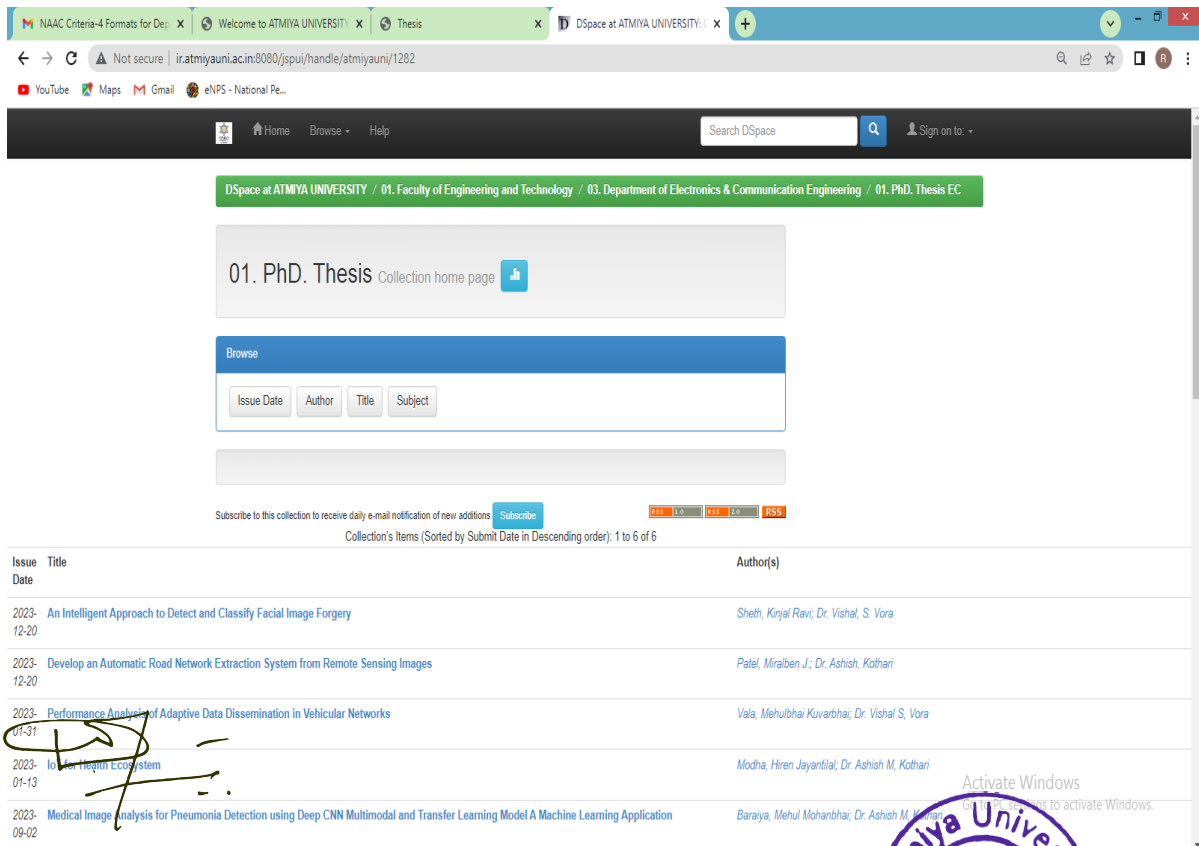 NAAC Criteria-4 Formats for Dep
Welcome to ATMIYA UNIVERSITY
Thesis
DSpace at ATMIYA UNIVERSITY:
Not secure | ir.atmiyauni.ac.in:8080/jspui/handle/atmiyauni/1282
R
YouTube Maps Gmail eNPS - National Pe...
Home Browse Help Search DSpace Sign on to:
DSpace at ATMIYA UNIVERSITY / 01. Faculty of Engineering and Technology / 03. Department of Electronics & Communication Engineering / 01. PhD. Thesis EC
01. PhD. Thesis Collection home page
Browse
Issue Date Author Title Subject
Subscribe to this collection to receive daily e-mail notification of new additions Subscribe RSS 1.0 RSS 2.0 RSS
Collection's Items (Sorted by Submit Date in Descending order): 1 to 6 of 6
Issue Date Title Author(s)
2023-12-20 An Intelligent Approach to Detect and Classify Facial Image Forgery Sheth, Kinjal Ravi; Dr. Vishal, S. Vora
2023-12-20 Develop an Automatic Road Network Extraction System from Remote Sensing Images Patel, Miralben J.; Dr. Ashish, Kothari
2023-01-31 Performance Analysis of Adaptive Data Dissemination in Vehicular Networks Vala, Mehulbhai Kuvarbhai; Dr. Vishal S, Vora
2023-01-13 IoT for Health Ecosystem Modha, Hiren Jayantilal; Dr. Ashish M, Kothari
Activate Windows
Go to PC settings to activate Windows.
2023-09-02 Medical Image Analysis for Pneumonia Detection using Deep CNN Multimodal and Transfer Learning Model A Machine Learning Application Baraiya, Mehul Mohanbhai; Dr. Ashish M, Kothari